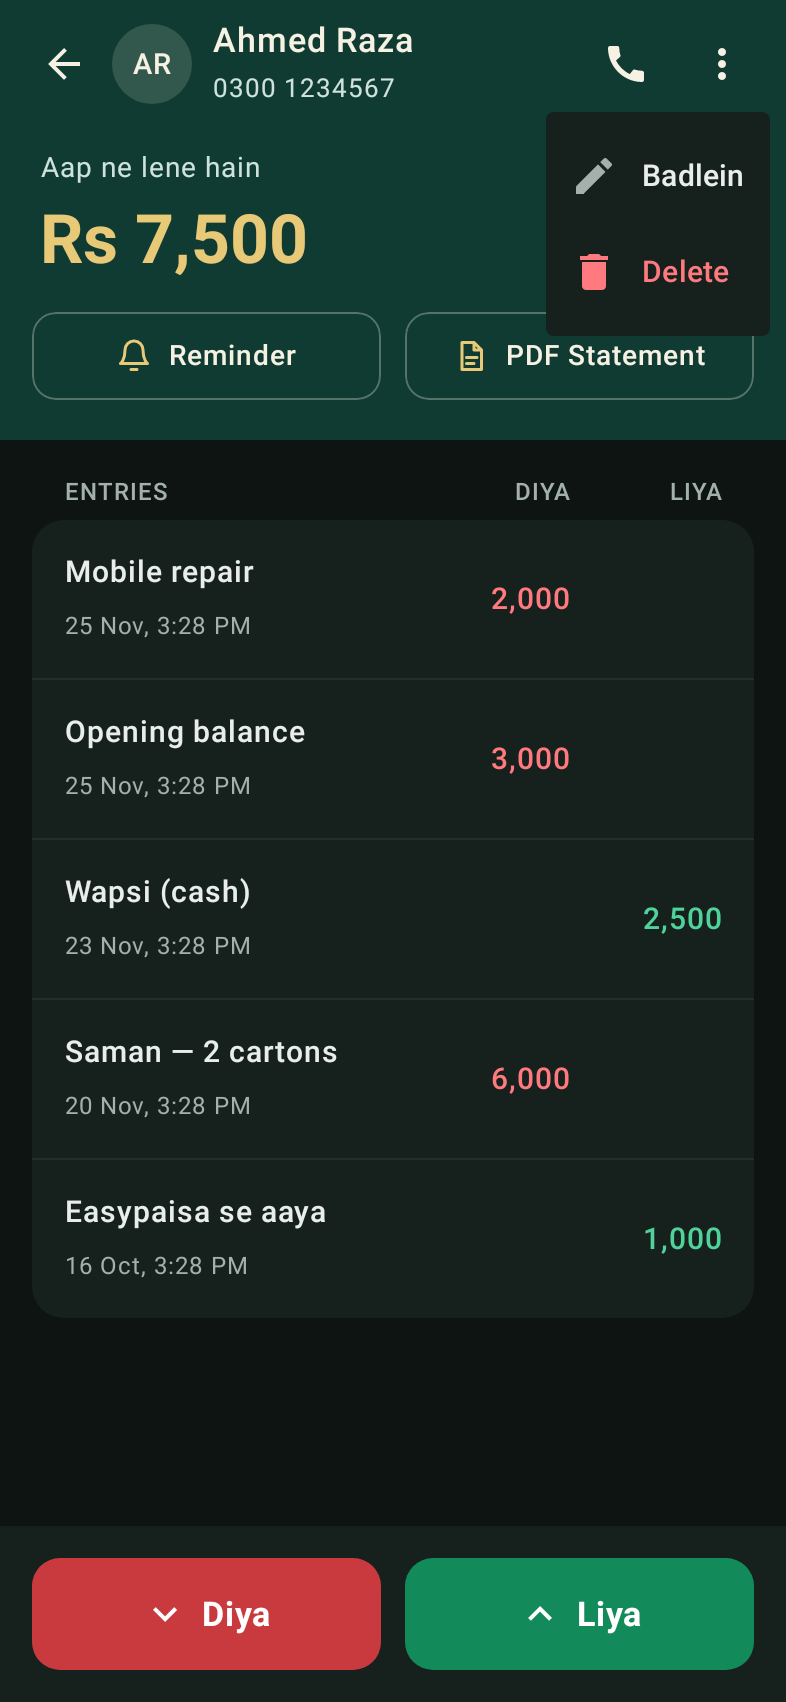 AR
Ahmed Raza
0300 1234567
Badlein
Delete
Aap ne lene hain
Rs 7,500
Reminder
PDF Statement
ENTRIES DIYA LIYA
Mobile repair
2,000
25 Nov, 3:28 PM
Opening balance
3,000
25 Nov, 3:28 PM
Wapsi (cash)
2,500
23 Nov, 3:28 PM
Saman — 2 cartons
6,000
20 Nov, 3:28 PM
Easypaisa se aaya
1,000
16 Oct, 3:28 PM
Diya
Liya